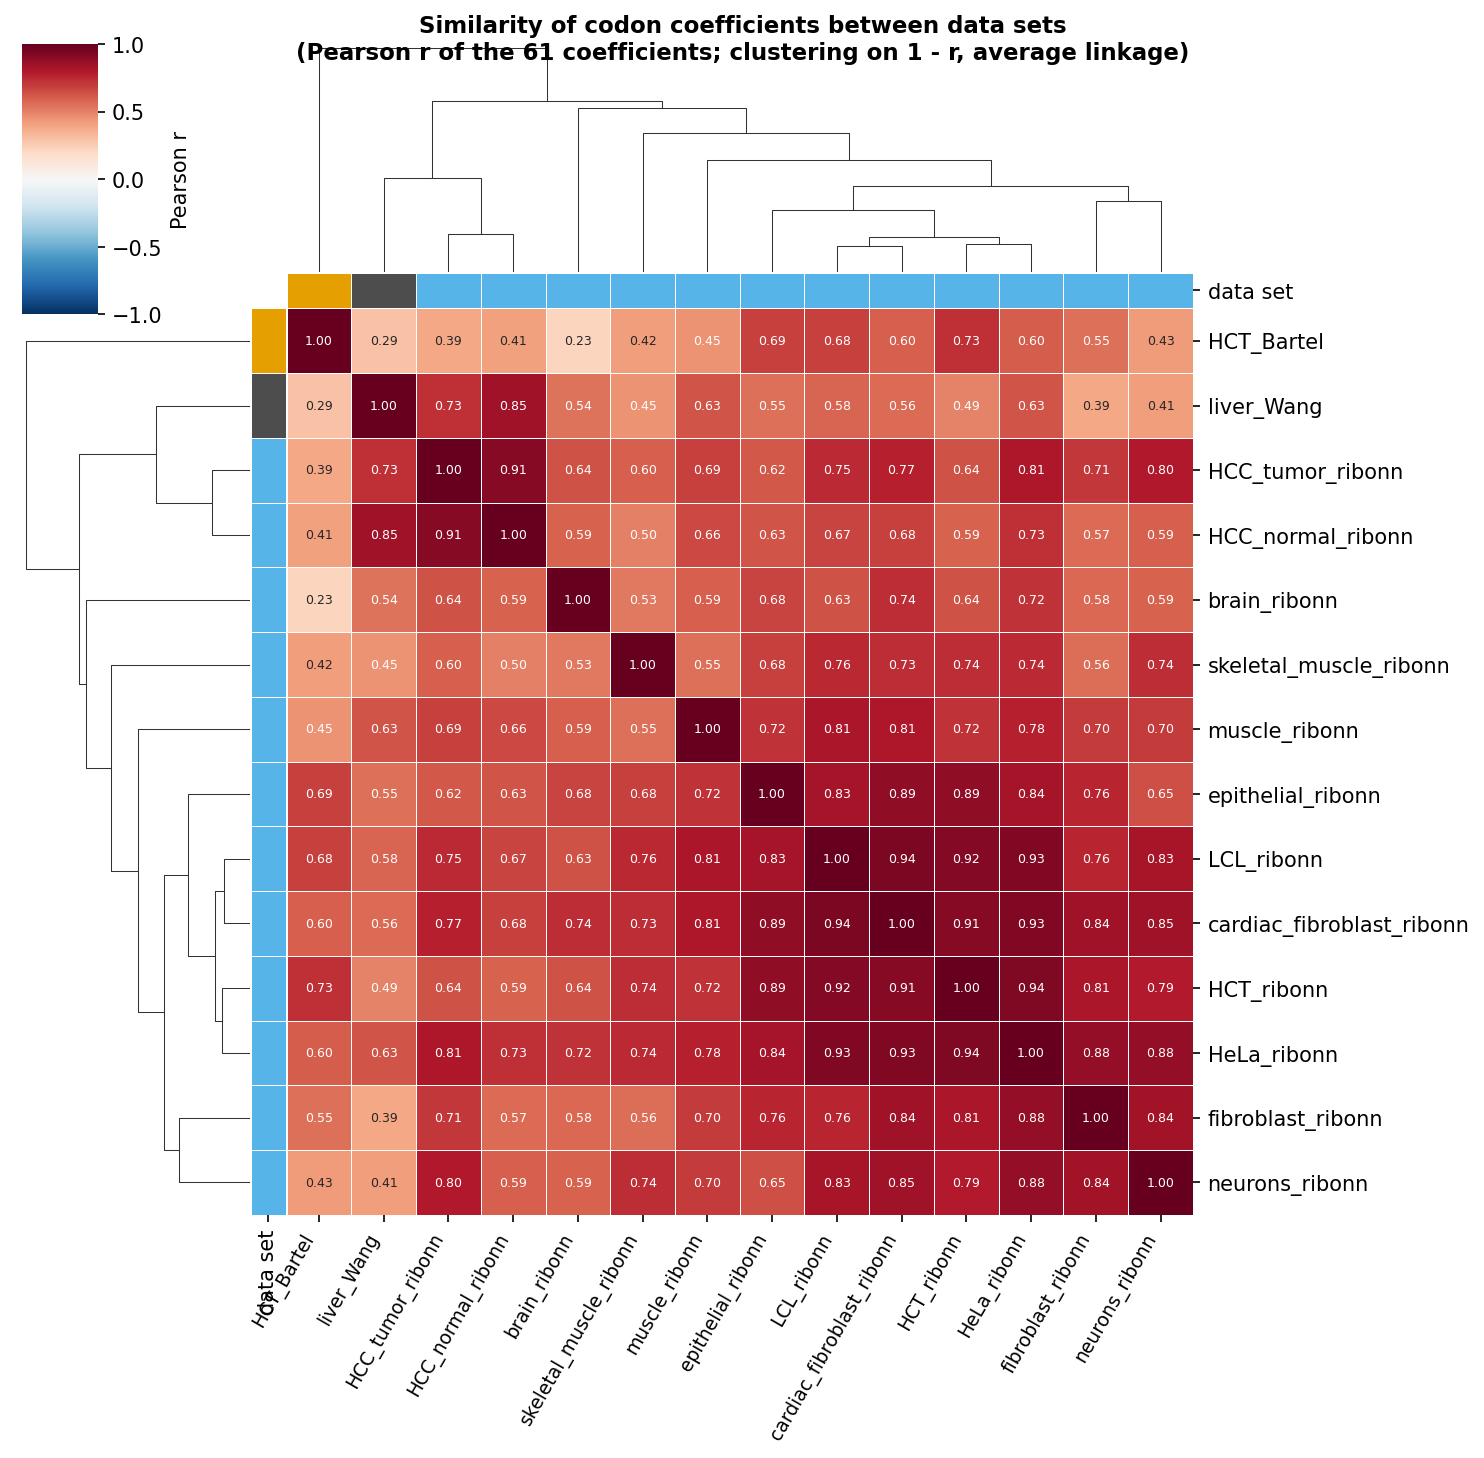 Similarity of codon coefficients between data sets
(Pearson r of the 61 coefficients; clustering on 1 - r, average linkage)
1.0
0.5
0.0
−0.5
−1.0
Pearson r
data set
1.00 0.29 0.39 0.41 0.23 0.42 0.45 0.69 0.68 0.60 0.73 0.60 0.55 0.43 HCT_Bartel
0.29 1.00 0.73 0.85 0.54 0.45 0.63 0.55 0.58 0.56 0.49 0.63 0.39 0.41 liver_Wang
0.39 0.73 1.00 0.91 0.64 0.60 0.69 0.62 0.75 0.77 0.64 0.81 0.71 0.80 HCC_tumor_ribonn
0.41 0.85 0.91 1.00 0.59 0.50 0.66 0.63 0.67 0.68 0.59 0.73 0.57 0.59 HCC_normal_ribonn
0.23 0.54 0.64 0.59 1.00 0.53 0.59 0.68 0.63 0.74 0.64 0.72 0.58 0.59 brain_ribonn
0.42 0.45 0.60 0.50 0.53 1.00 0.55 0.68 0.76 0.73 0.74 0.74 0.56 0.74 skeletal_muscle_ribonn
0.45 0.63 0.69 0.66 0.59 0.55 1.00 0.72 0.81 0.81 0.72 0.78 0.70 0.70 muscle_ribonn
0.69 0.55 0.62 0.63 0.68 0.68 0.72 1.00 0.83 0.89 0.89 0.84 0.76 0.65 epithelial_ribonn
0.68 0.58 0.75 0.67 0.63 0.76 0.81 0.83 1.00 0.94 0.92 0.93 0.76 0.83 LCL_ribonn
0.60 0.56 0.77 0.68 0.74 0.73 0.81 0.89 0.94 1.00 0.91 0.93 0.84 0.85 cardiac_fibroblast_ribonn
0.73 0.49 0.64 0.59 0.64 0.74 0.72 0.89 0.92 0.91 1.00 0.94 0.81 0.79 HCT_ribonn
0.60 0.63 0.81 0.73 0.72 0.74 0.78 0.84 0.93 0.93 0.94 1.00 0.88 0.88 HeLa_ribonn
0.55 0.39 0.71 0.57 0.58 0.56 0.70 0.76 0.76 0.84 0.81 0.88 1.00 0.84 fibroblast_ribonn
0.43 0.41 0.80 0.59 0.59 0.74 0.70 0.65 0.83 0.85 0.79 0.88 0.84 1.00 neurons_ribonn
data set
HCT_Bartel
liver_Wang
HCC_tumor_ribonn
HCC_normal_ribonn
brain_ribonn
skeletal_muscle_ribonn
muscle_ribonn
epithelial_ribonn
LCL_ribonn
cardiac_fibroblast_ribonn
HCT_ribonn
HeLa_ribonn
fibroblast_ribonn
neurons_ribonn